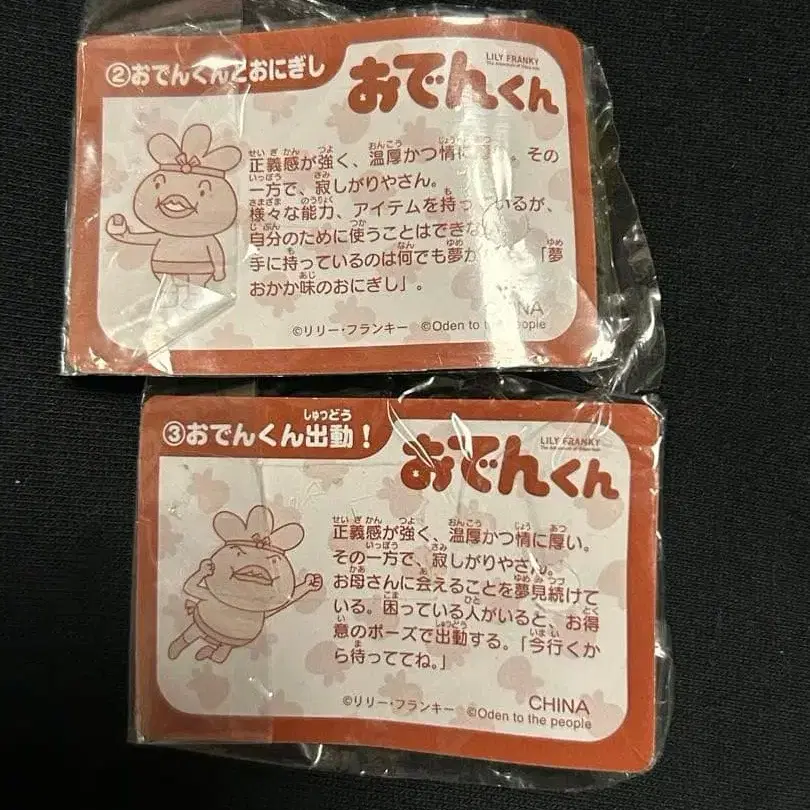 ②おでんくんとおにぎし
LILY FRANKY
おでんくん
正義感が強く、温厚かつ情に厚。その
一方で、寂しがりやさん。
様々な能力、アイテムを持っているが、
自分のために使うことはできない
手に持っているのは何でも夢が 「夢
おかか味のおにぎし」。
CHINA
©リリー・フランキー ©Oden to the people
③おでんくん出動！
LILY FRANKY
おでんくん
正義感が強く、温厚かつ情に厚い。
その一方で、寂しがりやさん。
お母さんに会えることを夢見続けて
いる。困っている人がいると、お得
意のポーズで出動する。「今行くか
ら待っててね。」
CHINA
©リリー・フランキー ©Oden to the people